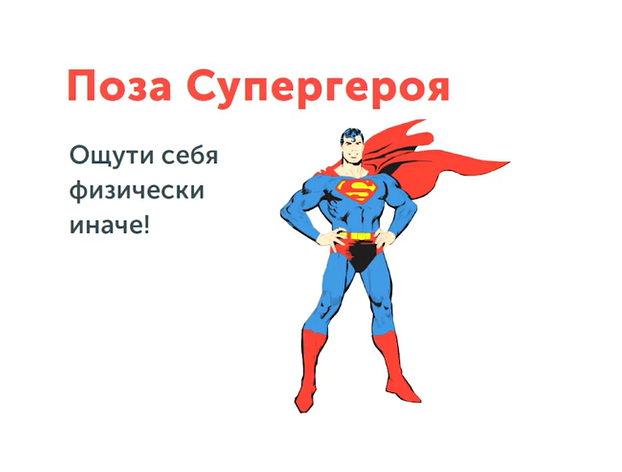 Поза Супергероя
Ощути себя
физически
иначе!
S